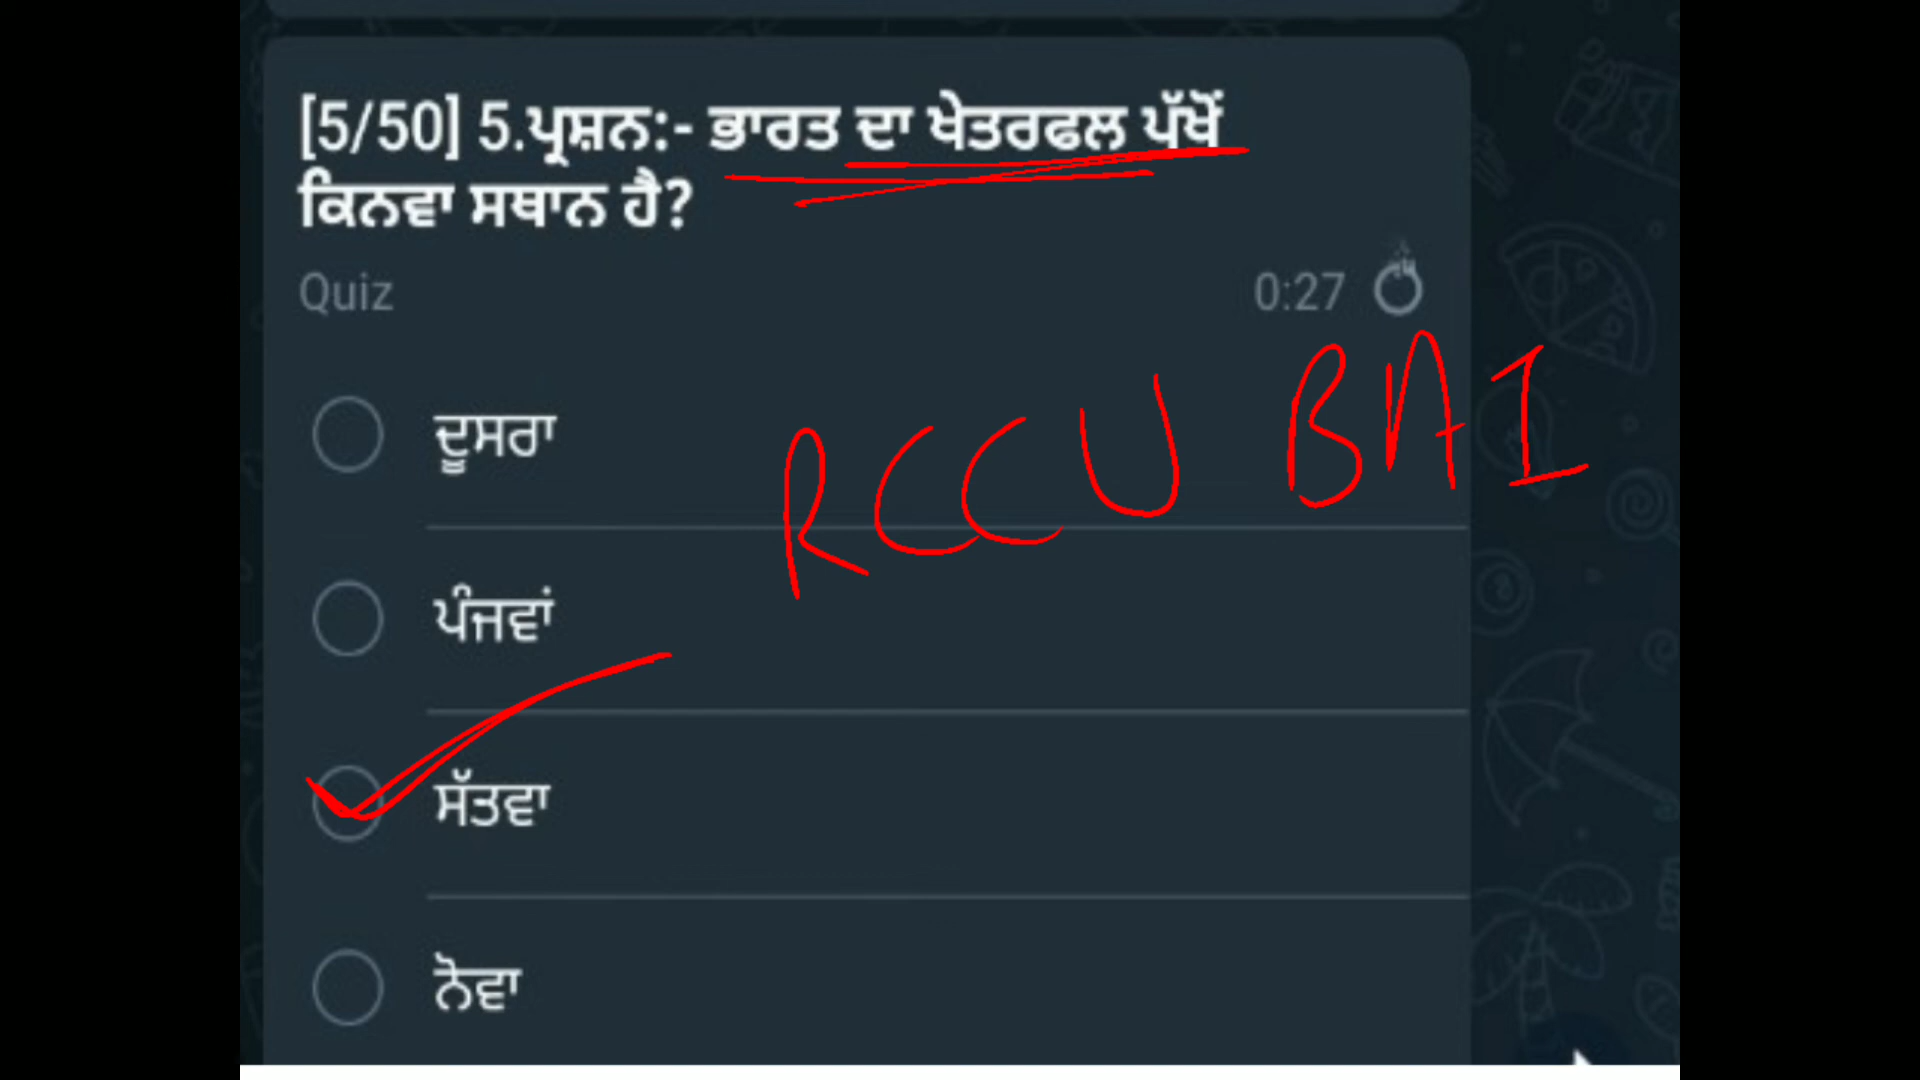 [5/50] 5.ਪ੍ਰਸ਼ਨ:- ਭਾਰਤ ਦਾ ਖੇਤਰਫਲ ਪੱਖੋਂ
ਕਿਨਵਾ ਸਥਾਨ ਹੈ?
Quiz 0:27
ਦੂਸਰਾ
RCCU BAI
ਪੰਜਵਾਂ
ਸੱਤਵਾ
ਨੋਵਾ